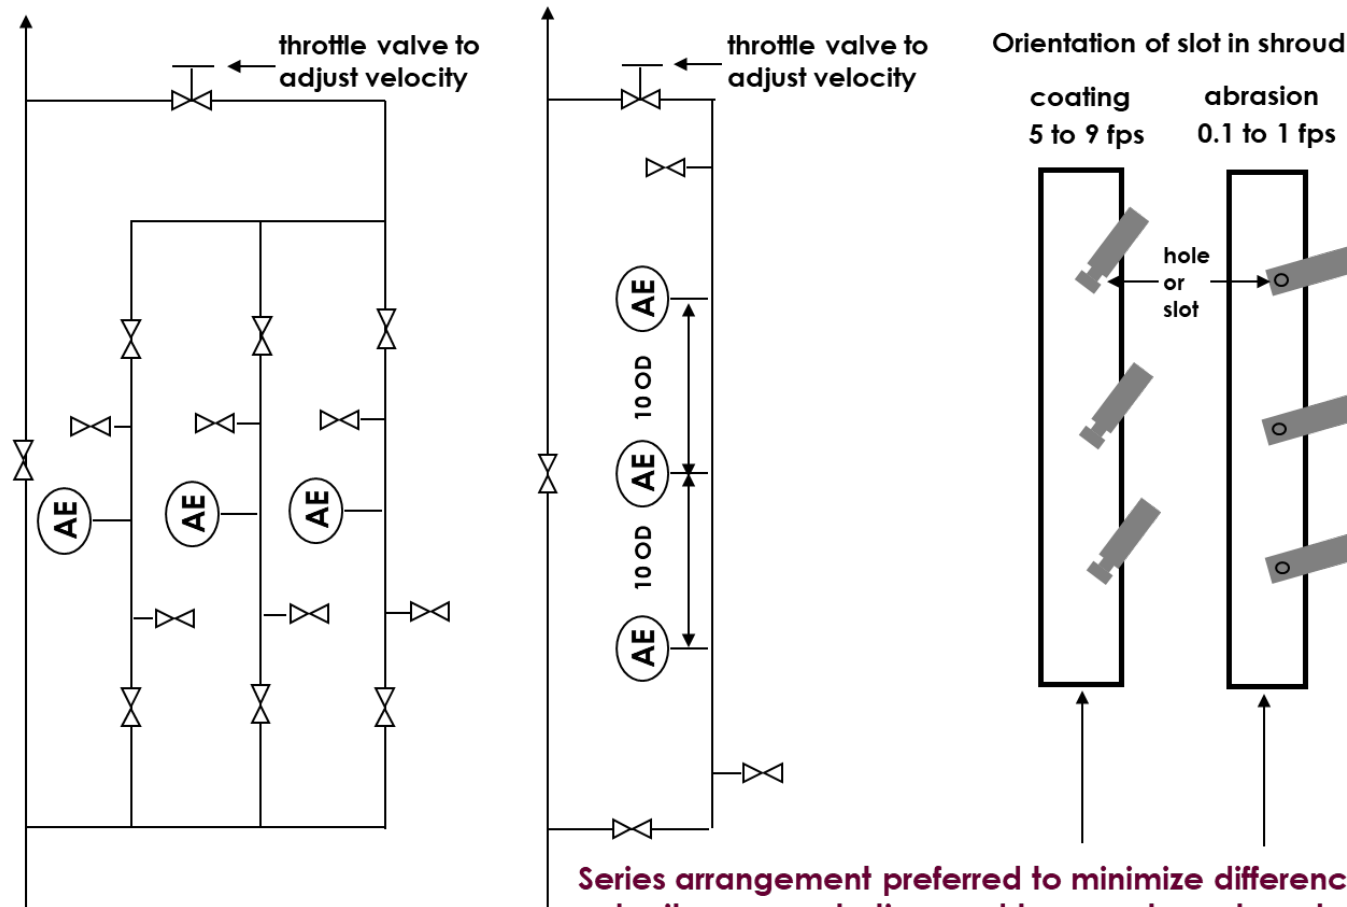 throttle valve to
adjust velocity
AE
AE
AE
throttle valve to
adjust velocity
AE
10 OD
AE
10 OD
AE
Orientation of slot in shroud
coating
5 to 9 fps
abrasion
0.1 to 1 fps
hole
or
slot
Series arrangement preferred to minimize differenc